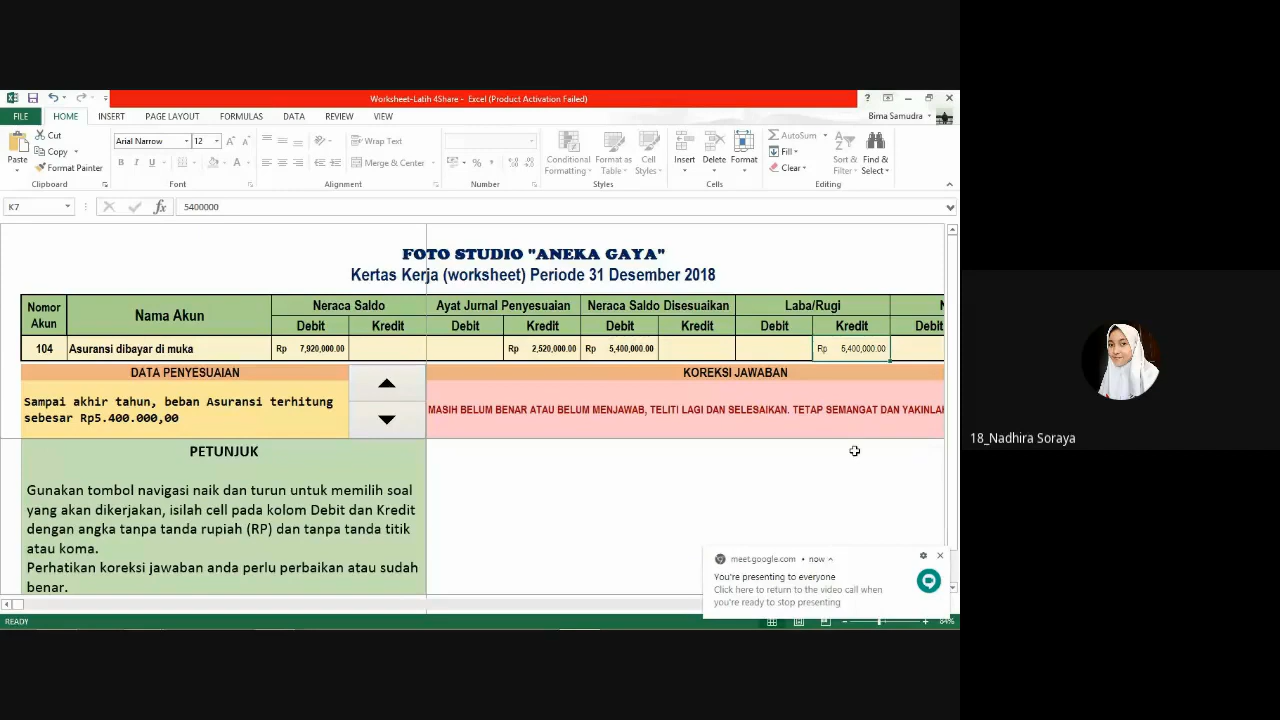 Worksheet-Latih 4Share - Excel (Product Activation Failed)
FILE HOME INSERT PAGE LAYOUT FORMULAS DATA REVIEW VIEW Bima Samudra
Paste
Cut
Copy
Format Painter
Clipboard
Arial Narrow 12
B I U
Font
Wrap Text
Merge & Center
Alignment
Number
Conditional Formatting
Format as Table
Cell Styles
Styles
Insert
Delete
Format
Cells
AutoSum
Fill
Clear
Sort & Filter
Find & Select
Editing
K7 fx 5400000
FOTO STUDIO "ANEKA GAYA"
Kertas Kerja (worksheet) Periode 31 Desember 2018
Nomor Akun Nama Akun Neraca Saldo Ayat Jurnal Penyesuaian Neraca Saldo Disesuaikan Laba/Rugi N
Debit Kredit Debit Kredit Debit Kredit Debit Kredit Debit
104 Asuransi dibayar di muka Rp 7,920,000.00 Rp 2,520,000.00 Rp 5,400,000.00 Rp 5,400,000.00
DATA PENYESUAIAN KOREKSI JAWABAN
Sampai akhir tahun, beban Asuransi terhitung
sebesar Rp5.400.000,00
MASIH BELUM BENAR ATAU BELUM MENJAWAB, TELITI LAGI DAN SELESAIKAN. TETAP SEMANGAT DAN YAKINLAH
PETUNJUK
Gunakan tombol navigasi naik dan turun untuk memilih soal
yang akan dikerjakan, isilah cell pada kolom Debit dan Kredit
dengan angka tanpa tanda rupiah (RP) dan tanpa tanda titik
atau koma.
Perhatikan koreksi jawaban anda perlu perbaikan atau sudah
benar.
meet.google.com • now
You're presenting to everyone
Click here to return to the video call when
you're ready to stop presenting
READY
84%
18_Nadhira Soraya